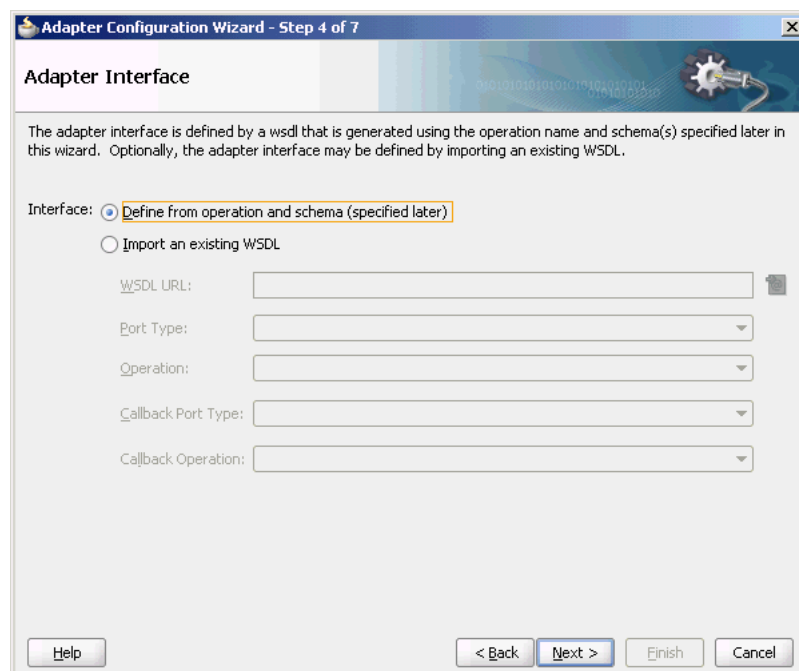 Adapter Configuration Wizard - Step 4 of 7
Adapter Interface
The adapter interface is defined by a wsdl that is generated using the operation name and schema(s) specified later in
this wizard. Optionally, the adapter interface may be defined by importing an existing WSDL.
Interface: Define from operation and schema (specified later)
Import an existing WSDL
WSDL URL:
Port Type:
Operation:
Callback Port Type:
Callback Operation:
Help < Back Next > Finish Cancel